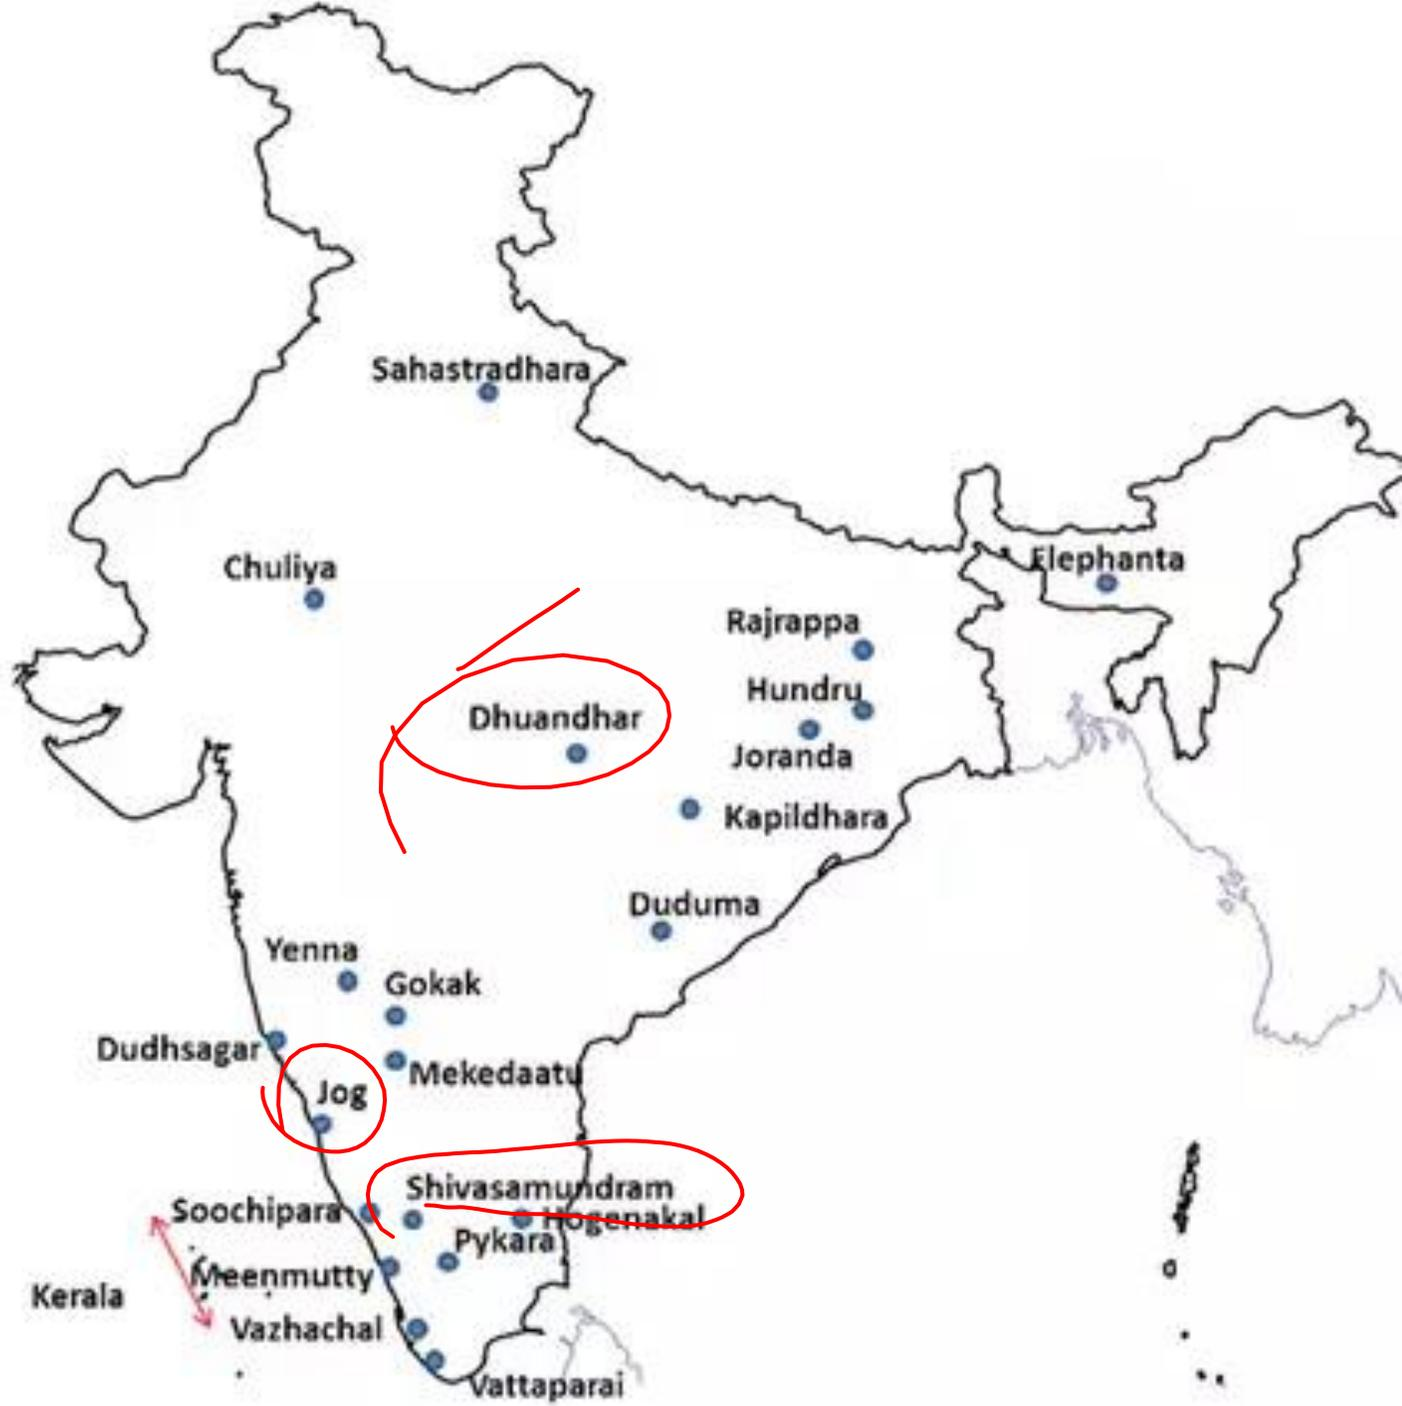 Sahastradhara
Chuliya
Elephanta
Rajrappa
Hundru
Dhuandhar
Joranda
Kapildhara
Duduma
Yenna
Gokak
Dudhsagar
Mekedaatu
Jog
Shivasamundram
Soochipara
Hogenakal
Pykara
Meenmutty
Kerala
Vazhachal
Vattaparai